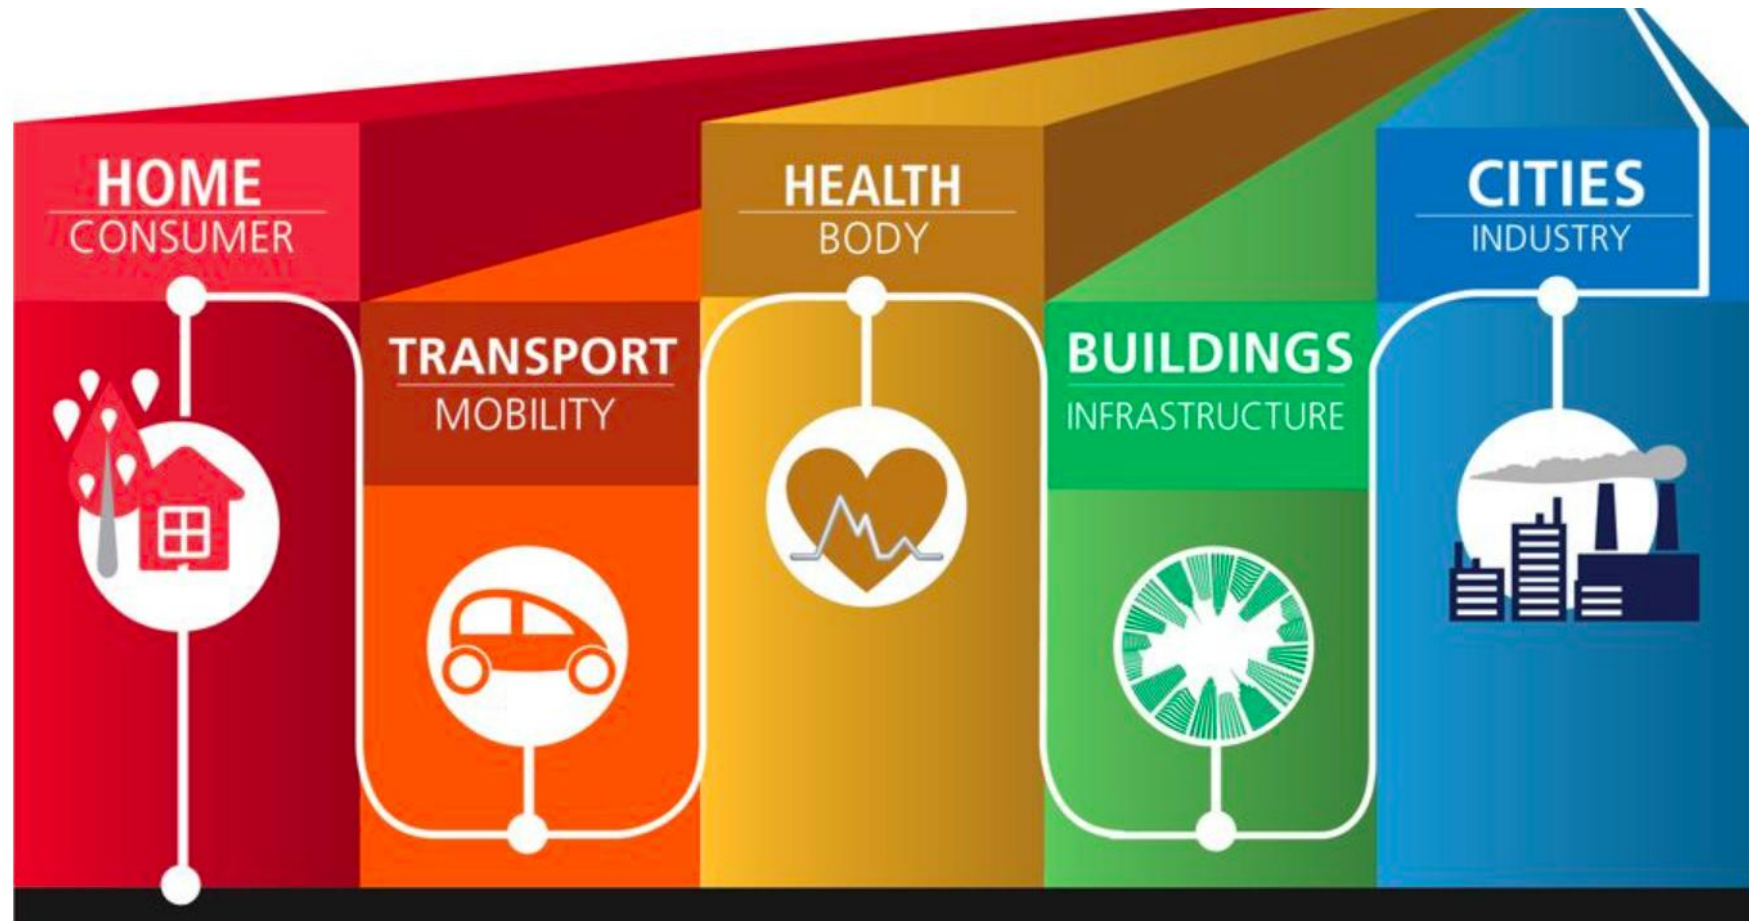 HOME
CONSUMER
TRANSPORT
MOBILITY
HEALTH
BODY
BUILDINGS
INFRASTRUCTURE
CITIES
INDUSTRY